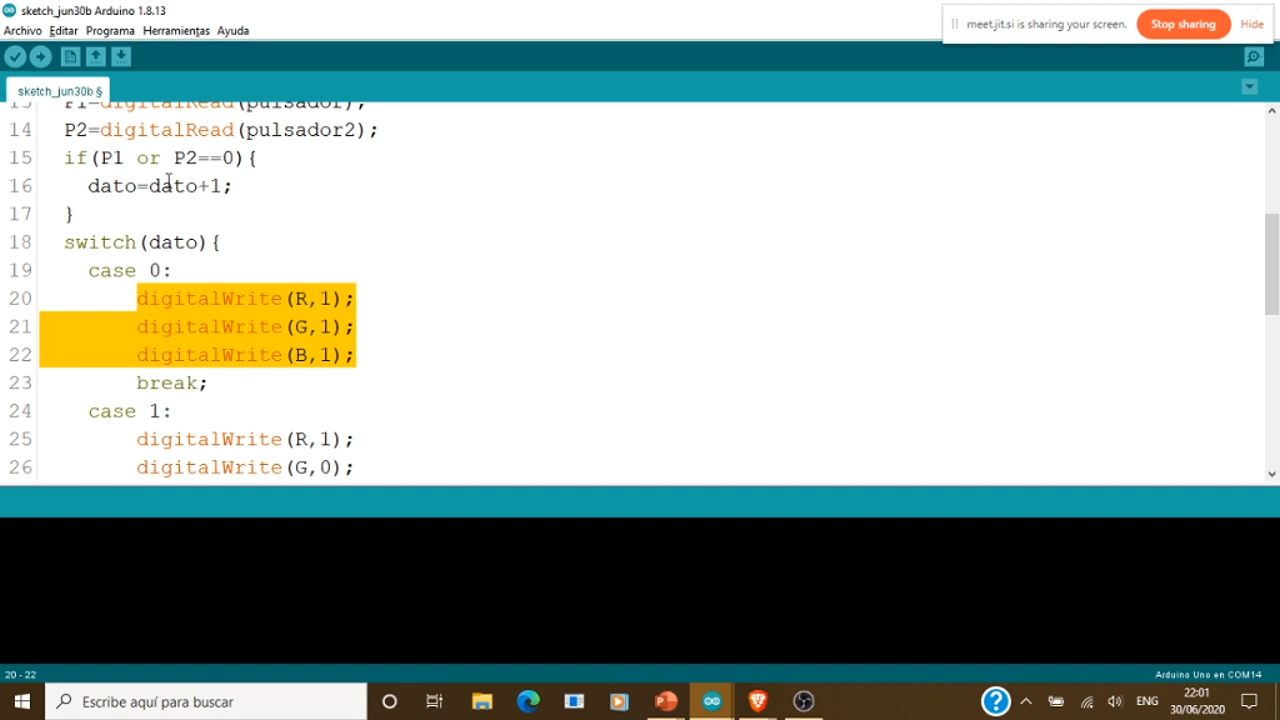 sketch_jun30b Arduino 1.8.13
Archivo Editar Programa Herramientas Ayuda
meet.jit.si is sharing your screen. Stop sharing Hide
sketch_jun30b §
13 P1=digitalRead(pulsador);
14 P2=digitalRead(pulsador2);
15 if(P1 or P2==0){
16 dato=dato+1;
17 }
18 switch(dato){
19 case 0:
20 digitalWrite(R,1);
21 digitalWrite(G,1);
22 digitalWrite(B,1);
23 break;
24 case 1:
25 digitalWrite(R,1);
26 digitalWrite(G,0);
20 - 22
Arduino Uno en COM14
Escribe aquí para buscar
ENG
22:01
30/06/2020